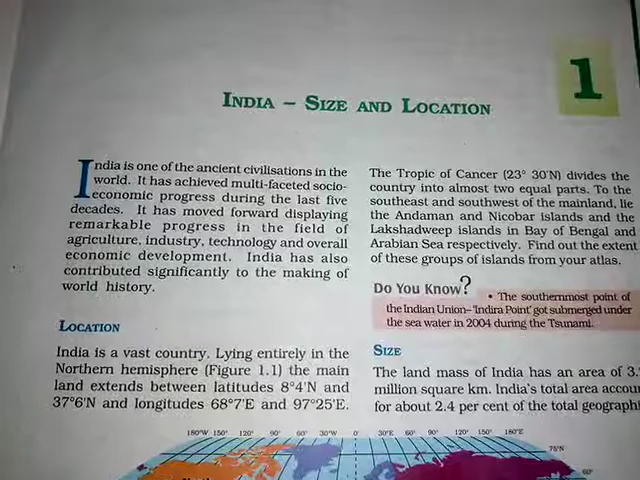 1
INDIA – SIZE AND LOCATION
India is one of the ancient civilisations in the
world. It has achieved multi-faceted socio-
economic progress during the last five
decades. It has moved forward displaying
remarkable progress in the field of
agriculture, industry, technology and overall
economic development. India has also
contributed significantly to the making of
world history.
LOCATION
India is a vast country. Lying entirely in the
Northern hemisphere (Figure 1.1) the main
land extends between latitudes 8°4'N and
37°6'N and longitudes 68°7'E and 97°25'E.
The Tropic of Cancer (23° 30'N) divides the
country into almost two equal parts. To the
southeast and southwest of the mainland, lie
the Andaman and Nicobar islands and the
Lakshadweep islands in Bay of Bengal and
Arabian Sea respectively. Find out the extent
of these groups of islands from your atlas.
DO YOU KNOW?
• The southernmost point of
the Indian Union– 'Indira Point' got submerged under
the sea water in 2004 during the Tsunami.
SIZE
The land mass of India has an area of 3.
million square km. India's total area
for about 2.4 per cent of the total
180°W 150° 120° 90° 60° 30°W 0° 30°E 60° 90° 120° 150° 180°E
75°N
60°